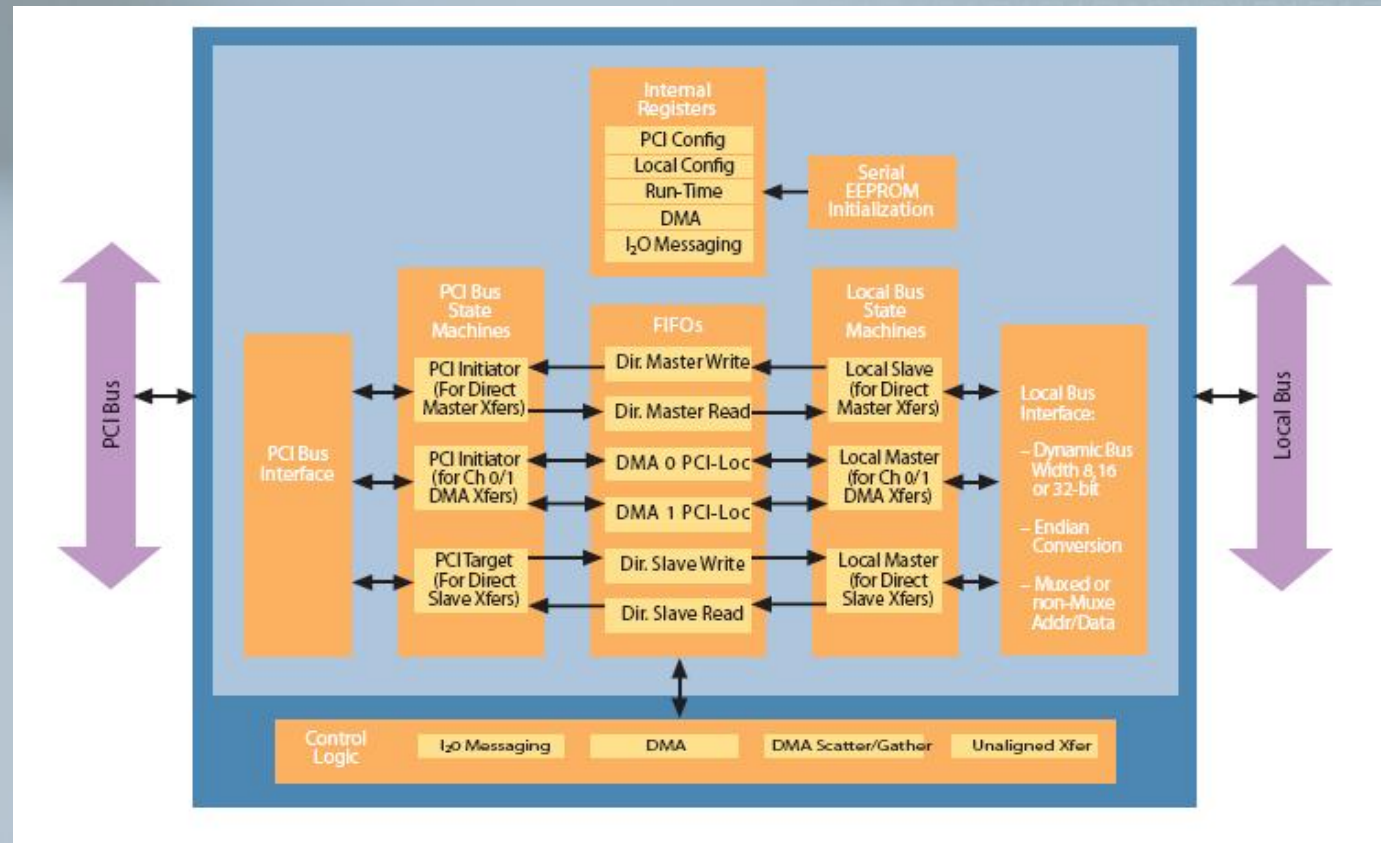 Internal
Registers
PCI Config
Local Config
Run-Time
DMA
I₂O Messaging
Serial
EEPROM
Initialization
PCI Bus
PCI Bus
Interface
PCI Bus
State
Machines
PCI Initiator
(For Direct
Master Xfers)
PCI Initiator
(for Ch 0/1
DMA Xfers)
PCI Target
(For Direct
Slave Xfers)
FIFOs
Dir. Master Write
Dir. Master Read
DMA 0 PCI-Loc
DMA 1 PCI-Loc
Dir. Slave Write
Dir. Slave Read
Local Bus
State
Machines
Local Slave
(for Direct
Master Xfers)
Local Master
(for Ch 0/1
DMA Xfers)
Local Master
(for Direct
Slave Xfers)
Local Bus
Interface:
– Dynamic Bus
Width 8,16
or 32-bit
– Endian
Conversion
– Muxed or
non-Muxe
Addr/Data
Local Bus
Control
Logic
I₂0 Messaging
DMA
DMA Scatter/Gather
Unaligned Xfer